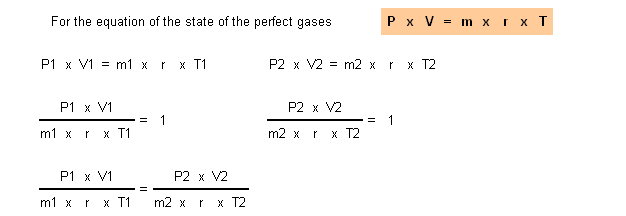 For the equation of the state of the perfect gases P x V = m x r x T
P1 x V1 = m1 x r x T1 P2 x V2 = m2 x r x T2
P1 x V1 P2 x V2
= 1 = 1
m1 x r x T1 m2 x r x T2
P1 x V1 P2 x V2
=
m1 x r x T1 m2 x r x T2